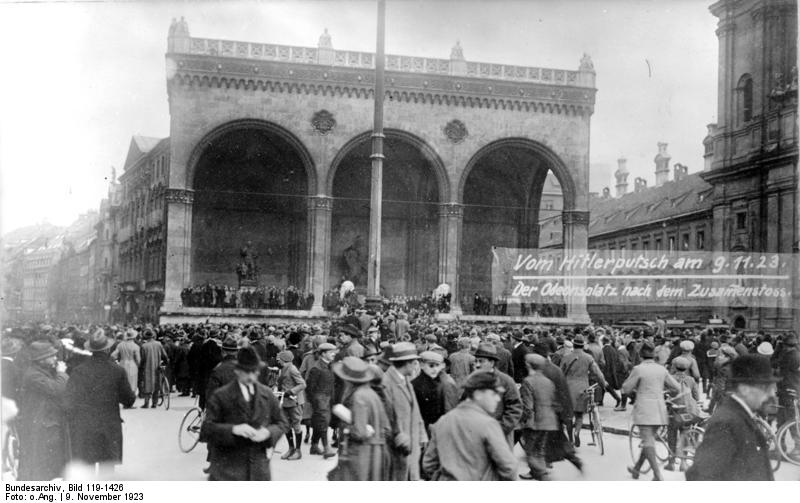 Vom Hitlerputsch am 9.11.23.
Der Odeonsplatz nach dem Zusammenstoss.
Bundesarchiv, Bild 119-1426
Foto: o.Ang. | 9. November 1923